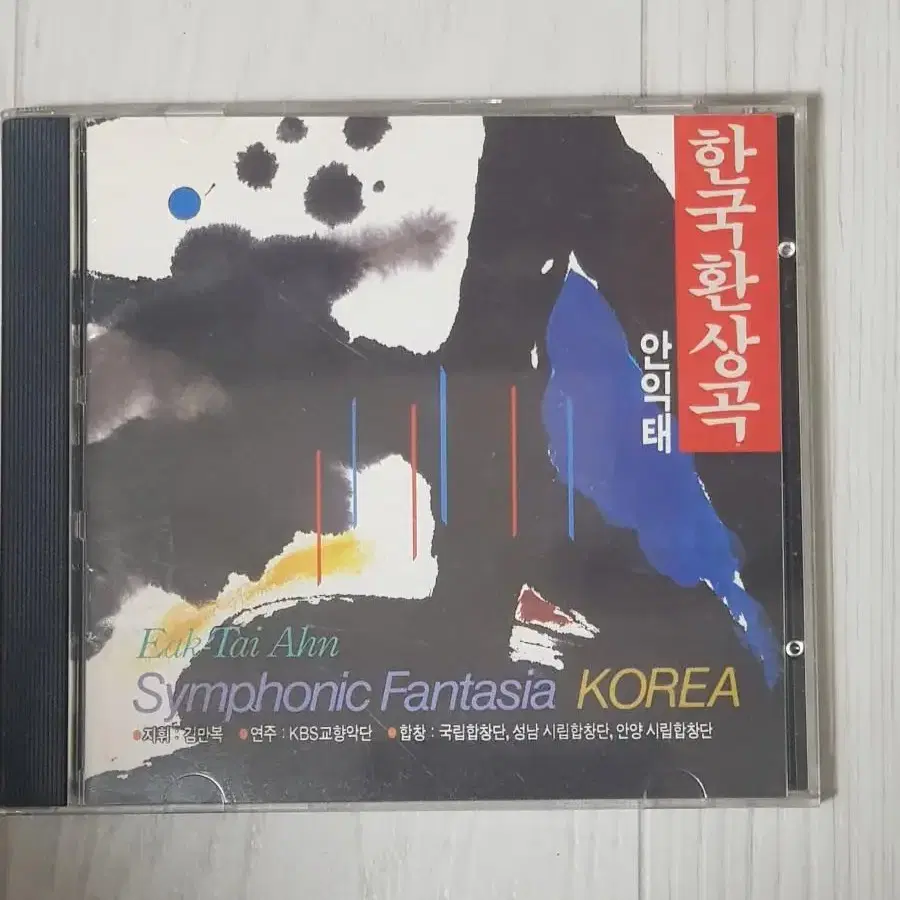 한국환상곡
안익태
Eak-Tai Ahn
Symphonic Fantasia KOREA
●지휘 : 김만복 ●연주 : KBS교향악단 ●합창 : 국립합창단, 성남 시립합창단, 안양 시립합창단